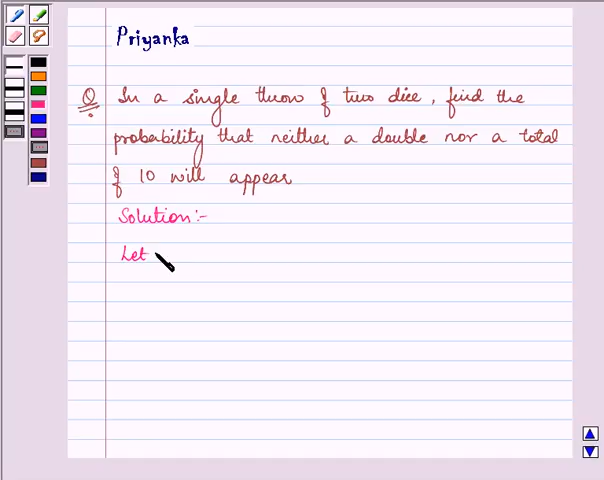 Priyanka
Q In a single throw of two dice, find the
probability that neither a double nor a total
of 10 will appear
Solution:-
Let